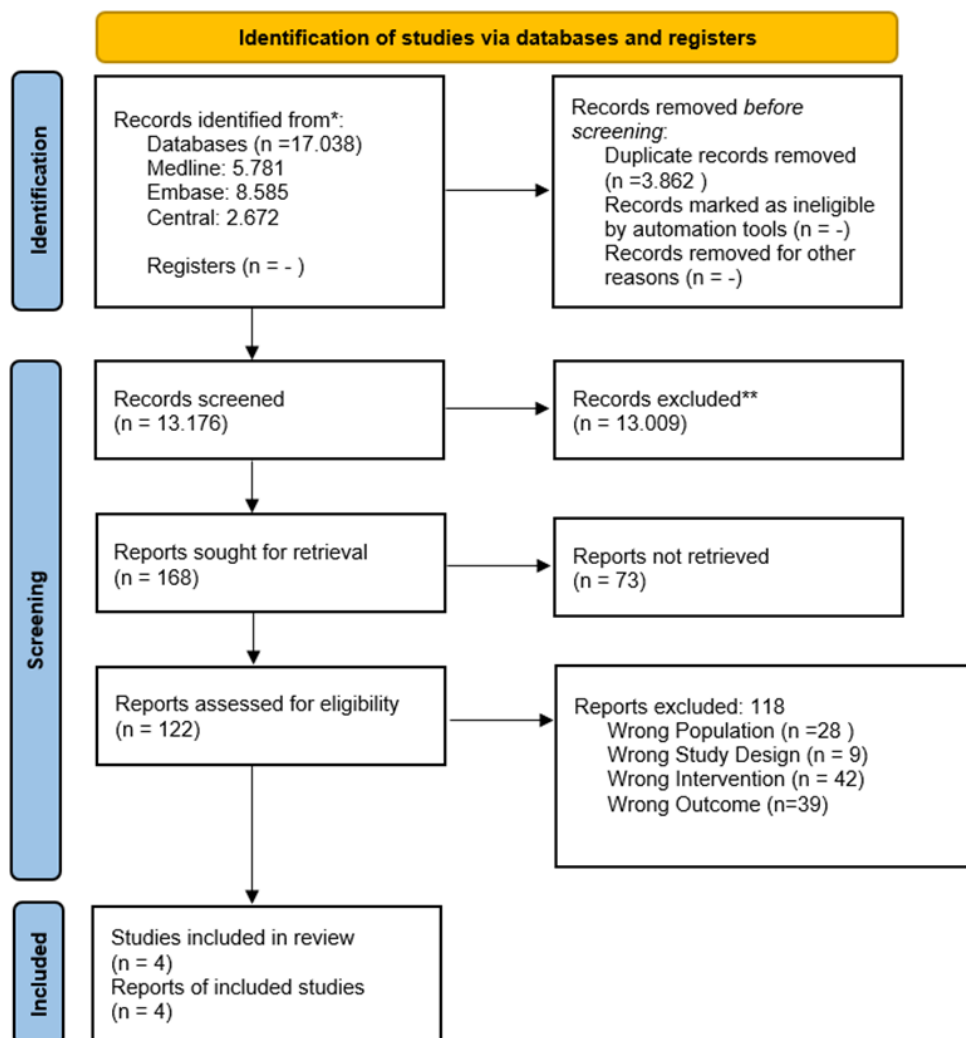 Identification of studies via databases and registers
Identification
Records identified from*:
Databases (n =17.038)
Medline: 5.781
Embase: 8.585
Central: 2.672
Registers (n = - )
Records removed before
screening:
Duplicate records removed
(n =3.862 )
Records marked as ineligible
by automation tools (n = -)
Records removed for other
reasons (n = -)
Screening
Records screened
(n = 13.176)
Records excluded**
(n = 13.009)
Reports sought for retrieval
(n = 168)
Reports not retrieved
(n = 73)
Reports assessed for eligibility
(n = 122)
Reports excluded: 118
Wrong Population (n =28 )
Wrong Study Design (n = 9)
Wrong Intervention (n = 42)
Wrong Outcome (n=39)
Included
Studies included in review
(n = 4)
Reports of included studies
(n = 4)